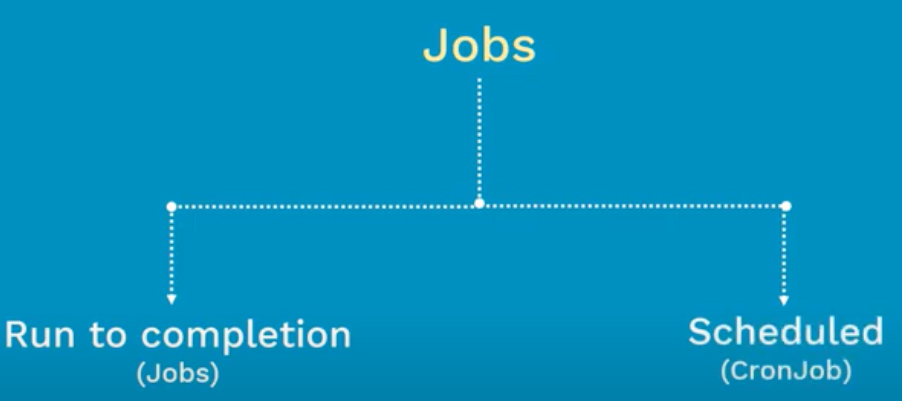 Jobs
Run to completion
(Jobs)
Scheduled
(CronJob)